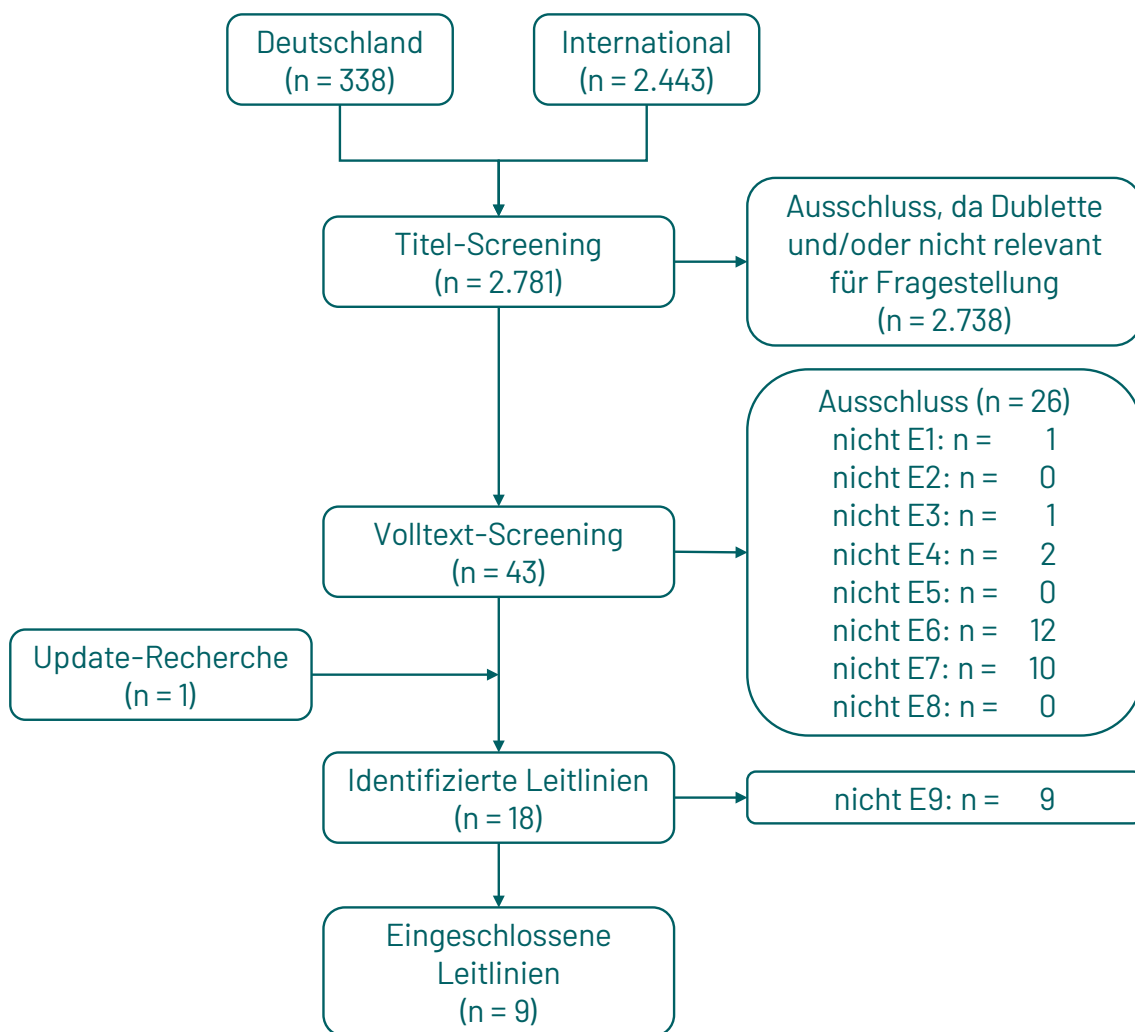 Deutschland
(n = 338)
International
(n = 2.443)
Titel-Screening
(n = 2.781)
Ausschluss, da Dublette
und/oder nicht relevant
für Fragestellung
(n = 2.738)
Ausschluss (n = 26)
nicht E1: n = 1
nicht E2: n = 0
nicht E3: n = 1
nicht E4: n = 2
nicht E5: n = 0
nicht E6: n = 12
nicht E7: n = 10
nicht E8: n = 0
Volltext-Screening
(n = 43)
Update-Recherche
(n = 1)
Identifizierte Leitlinien
(n = 18)
nicht E9: n = 9
Eingeschlossene
Leitlinien
(n = 9)